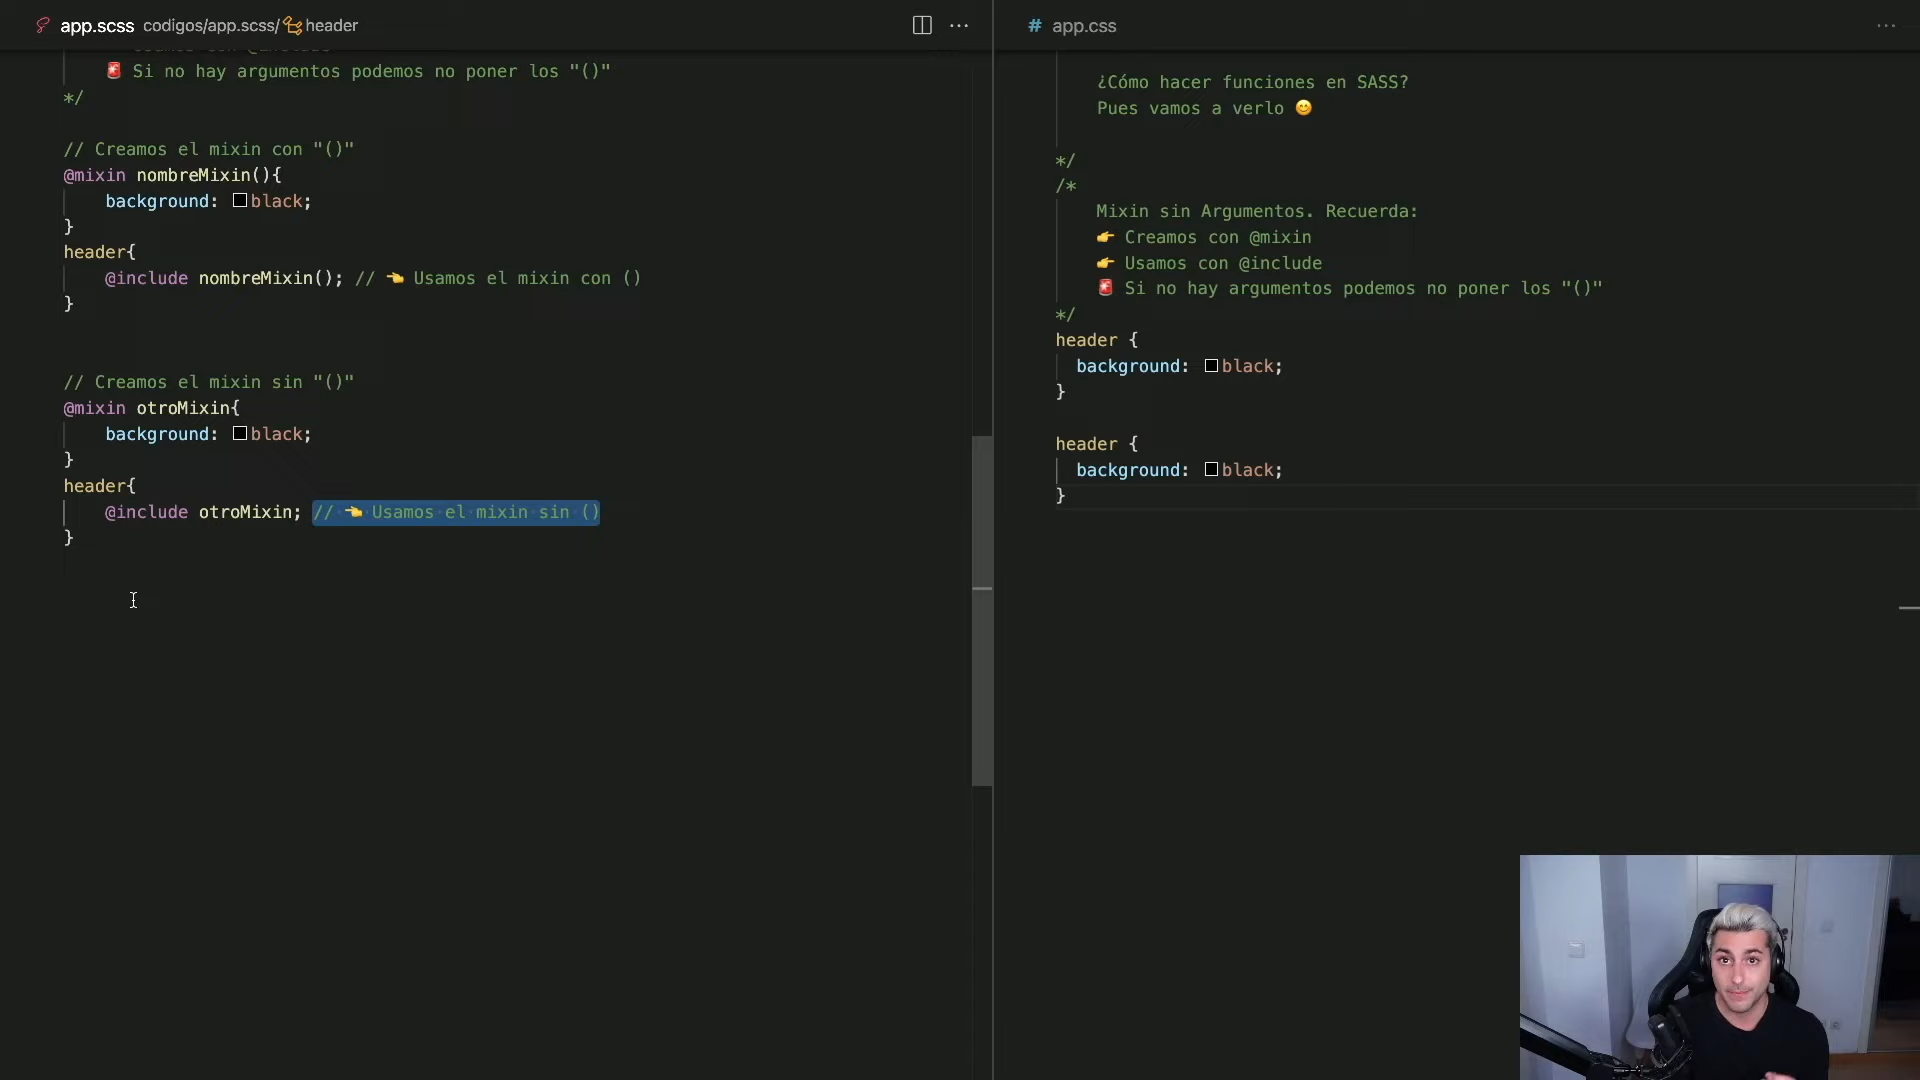 app.scss codigos/app.scss/header
Si no hay argumentos podemos no poner los "()"
*/
// Creamos el mixin con "()"
@mixin nombreMixin(){
background: black;
}
header{
@include nombreMixin(); // 👈 Usamos el mixin con ()
}
// Creamos el mixin sin "()"
@mixin otroMixin{
background: black;
}
header{
@include otroMixin; // 👈 Usamos el mixin sin ()
}
# app.css
¿Cómo hacer funciones en SASS?
Pues vamos a verlo 😊
*/
/*
Mixin sin Argumentos. Recuerda:
👉 Creamos con @mixin
👉 Usamos con @include
🚨 Si no hay argumentos podemos no poner los "()"
*/
header {
background: black;
}
header {
background: black;
}